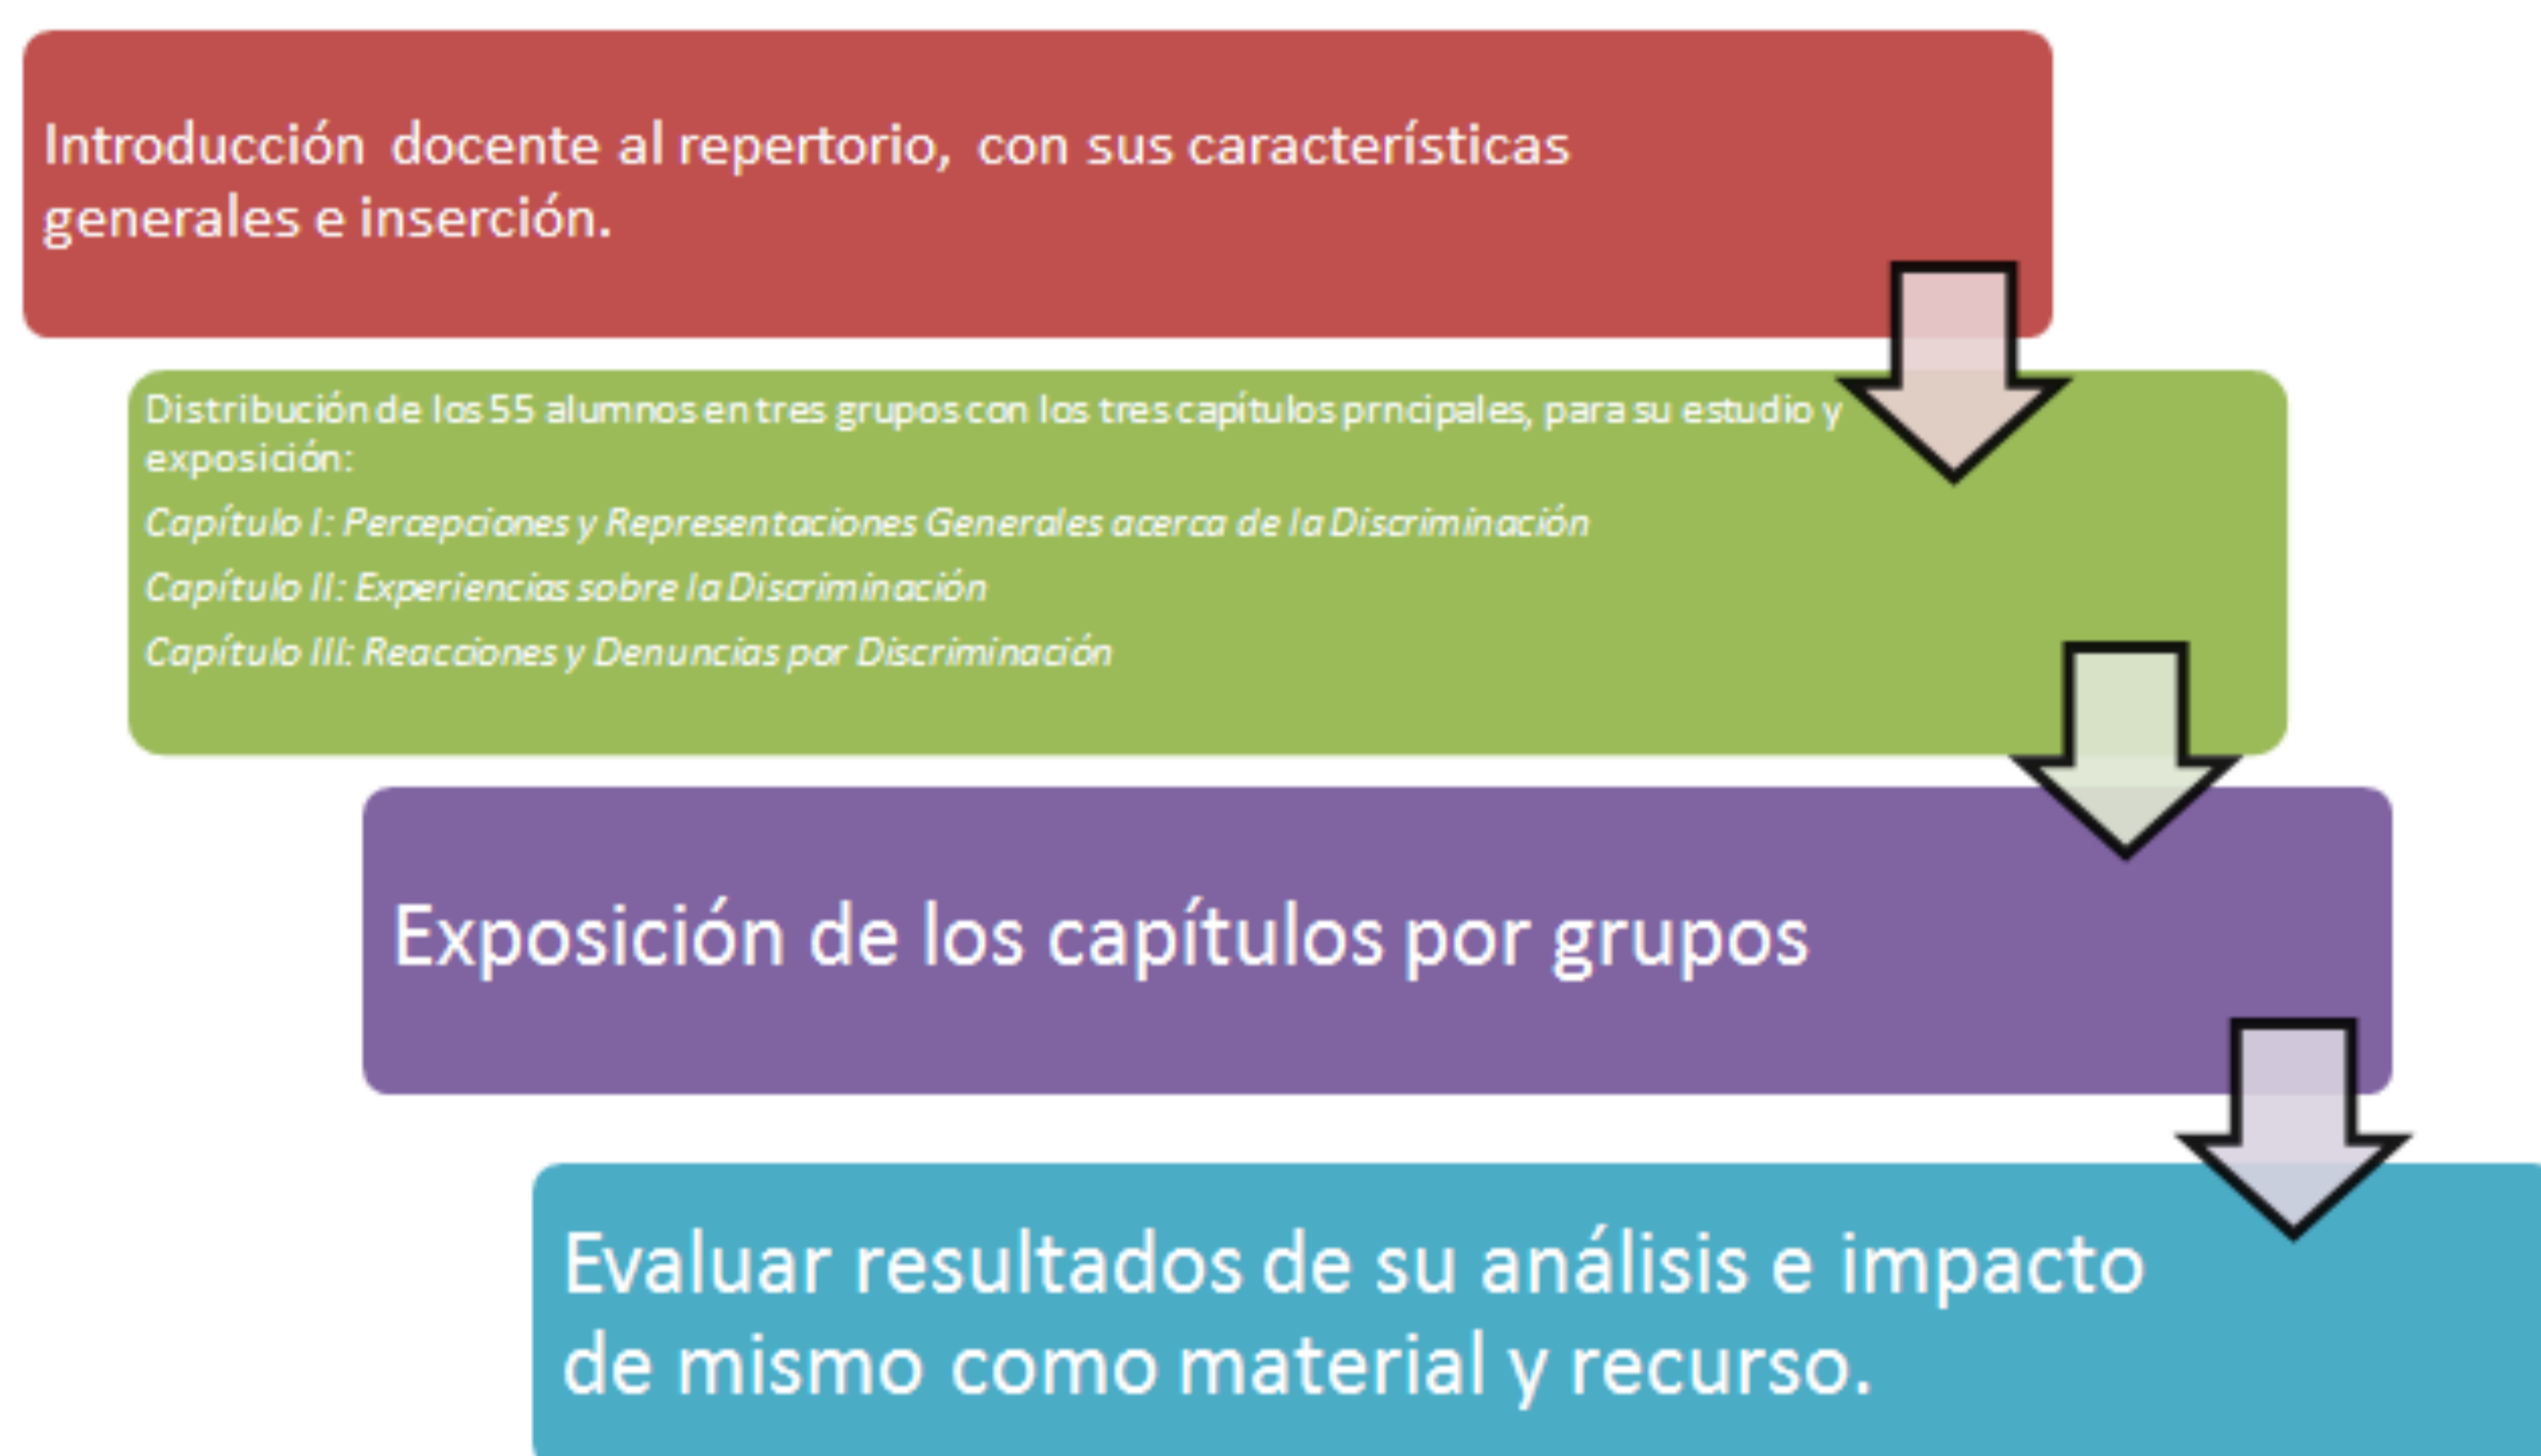 Introducción docente al repertorio, con sus características
generales e inserción.
Distribución de los 55 alumnos en tres grupos con los tres capítulos prncipales, para su estudio y
exposición:
Capítulo I: Percepciones y Representaciones Generales acerca de la Discriminación
Capítulo II: Experiencias sobre la Discriminación
Capítulo III: Reacciones y Denuncias por Discriminación
Exposición de los capítulos por grupos
Evaluar resultados de su análisis e impacto
de mismo como material y recurso.